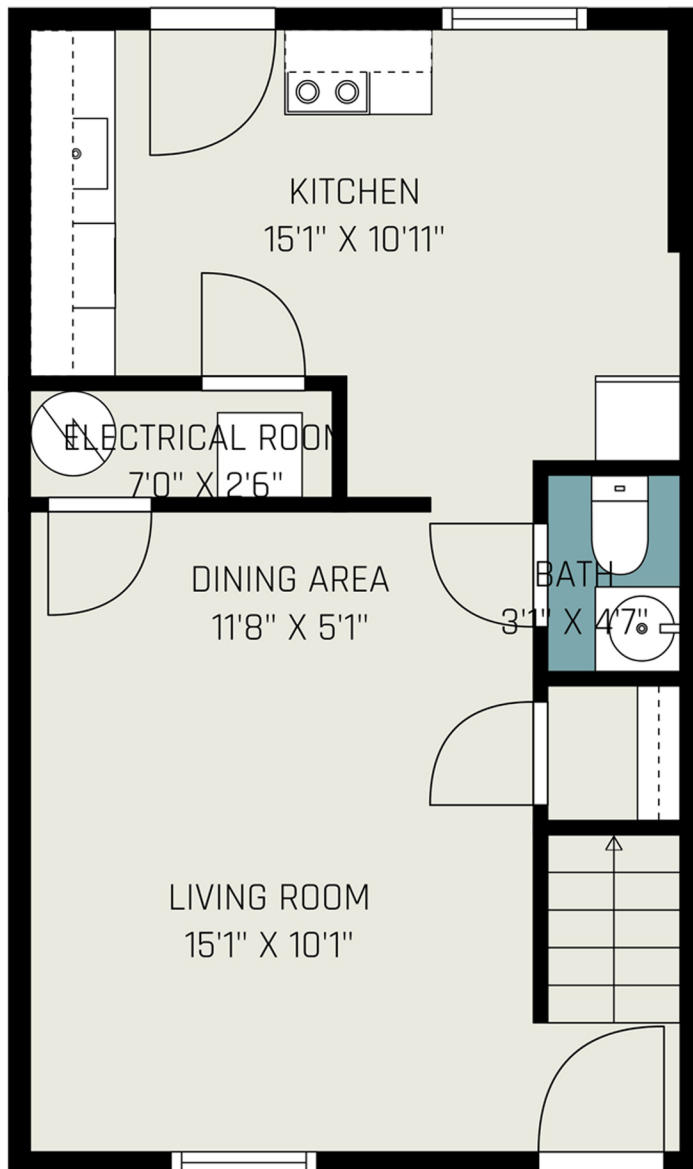 KITCHEN
15'1" X 10'11"
ELECTRICAL ROOM
7'0" X 2'6"
DINING AREA
11'8" X 5'1"
BATH
3'1" X 4'7"
LIVING ROOM
15'1" X 10'1"